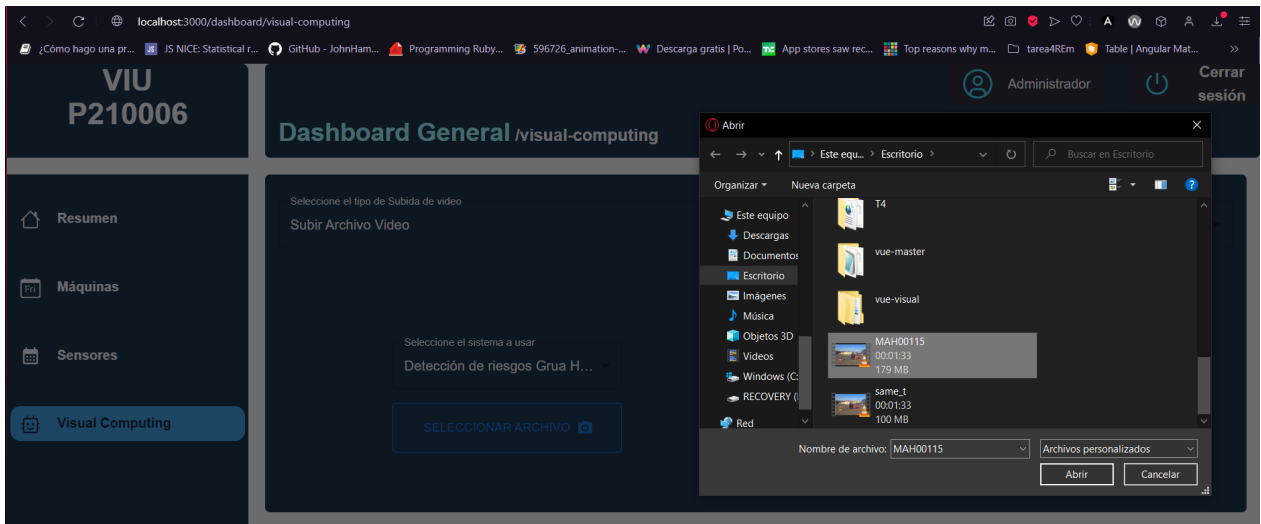 localhost:3000/dashboard/visual-computing
¿Cómo hago una pr...
JS NICE: Statistical r...
GitHub - JohnHam...
Programming Ruby...
596726_animation-...
Descarga gratis | Po...
App stores saw rec...
Top reasons why m...
tarea4REm
Table | Angular Mat...
VIU
P210006
Dashboard General /visual-computing
Administrador
Cerrar
sesión
Resumen
Fri
Máquinas
Sensores
Visual Computing
Seleccione el tipo de Subida de video
Subir Archivo Video
Seleccione el sistema a usar
Detección de riesgos Grua H...
SELECCIONAR ARCHIVO
Abrir
Este equ... > Escritorio >
Buscar en Escritorio
Organizar
Nueva carpeta
Este equipo
Descargas
Documentos
Escritorio
Imágenes
Música
Objetos 3D
Videos
Windows (C:
RECOVERY (
Red
T4
vue-master
vue-visual
MAH00115
00:01:33
179 MB
same_t
00:01:33
100 MB
Nombre de archivo: MAH00115
Archivos personalizados
Abrir
Cancelar